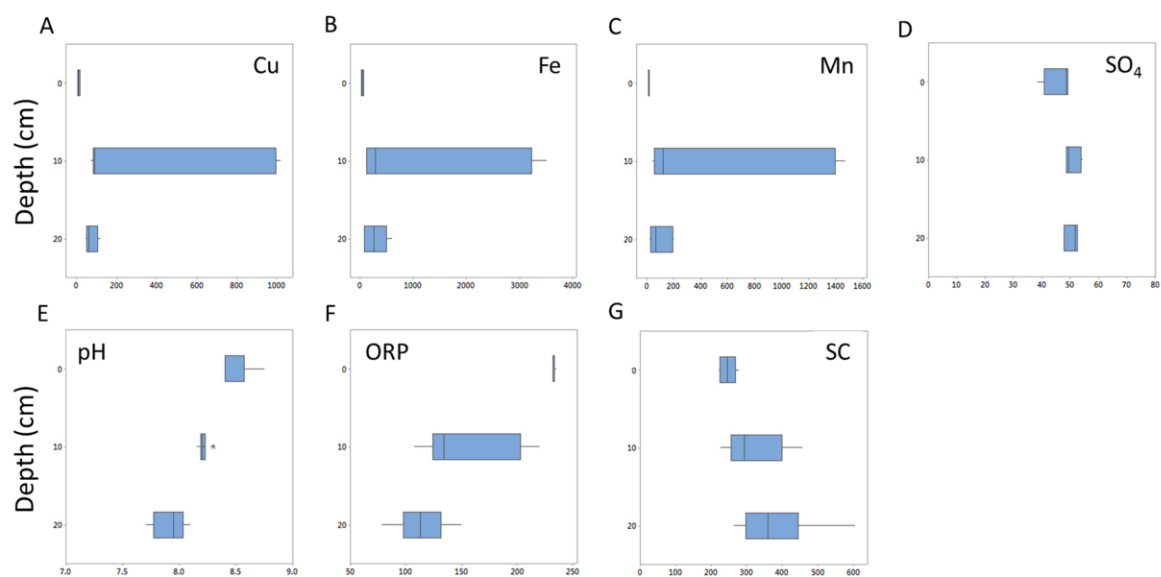 A
Cu
0
10
20
0 200 400 600 800 1000
Depth (cm)
B
Fe
0
10
20
0 1000 2000 3000 4000
C
Mn
0
10
20
0 200 400 600 800 1000 1200 1400 1600
D
SO₄
0
10
20
0 10 20 30 40 50 60 70 80
E
pH
0
10
*
20
7.0 7.5 8.0 8.5 9.0
Depth (cm)
F
ORP
0
10
20
50 100 150 200 250
G
SC
0
10
20
0 100 200 300 400 500 600